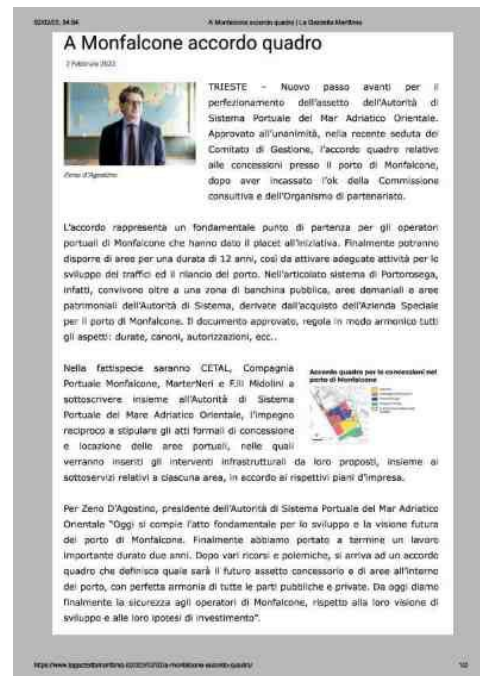 A Monfalcone accordo quadro | La Gazzetta Marittima
A Monfalcone accordo quadro
2 Febbraio 2022
TRIESTE – Nuovo passo avanti per il
perfezionamento dell'assetto dell'Autorità di
Sistema Portuale del Mar Adriatico Orientale.
Approvato all'unanimità, nella recente seduta del
Comitato di Gestione, l'accordo quadro relativo
alle concessioni presso il porto di Monfalcone,
dopo aver incassato l'ok della Commissione
consultiva e dell'Organismo di partenariato.
Zeno d'Agostino
L'accordo rappresenta un fondamentale punto di partenza per gli operatori
portuali di Monfalcone che hanno dato il placet all'iniziativa. Finalmente potranno
disporre di aree per una durata di 12 anni, così da attivare adeguate attività per lo
sviluppo dei traffici ed il rilancio del porto. Nell'articolato sistema di Portorosega,
infatti, convivono oltre a una zona di banchina pubblica, aree demaniali e aree
patrimoniali dell'Autorità di Sistema, derivate dall'acquisto dell'Azienda Speciale
per il porto di Monfalcone. Il documento approvato, regola in modo armonico tutti
gli aspetti: durate, canoni, autorizzazioni, ecc..
Nella fattispecie saranno CETAL, Compagnia
Portuale Monfalcone, MarterNeri e F.lli Midolini a
sottoscrivere insieme all'Autorità di Sistema
Portuale del Mare Adriatico Orientale, l'impegno
reciproco a stipulare gli atti formali di concessione
e locazione delle aree portuali, nelle quali
verranno inseriti gli interventi infrastrutturali da loro proposti, insieme ai
sottoservizi relativi a ciascuna area, in accordo ai rispettivi piani d'impresa.
Accordo quadro per le concessioni nel
porto di Monfalcone
Per Zeno D'Agostino, presidente dell'Autorità di Sistema Portuale del Mar Adriatico
Orientale "Oggi si compie l'atto fondamentale per lo sviluppo e la visione futura
del porto di Monfalcone. Finalmente abbiamo portato a termine un lavoro
importante durato due anni. Dopo vari ricorsi e polemiche, si arriva ad un accordo
quadro che definisce quale sarà il futuro assetto concessorio e di aree all'interno
del porto, con perfetta armonia di tutte le parti pubbliche e private. Da oggi diamo
finalmente la sicurezza agli operatori di Monfalcone, rispetto alla loro visione di
sviluppo e alle loro ipotesi di investimento".
1/2